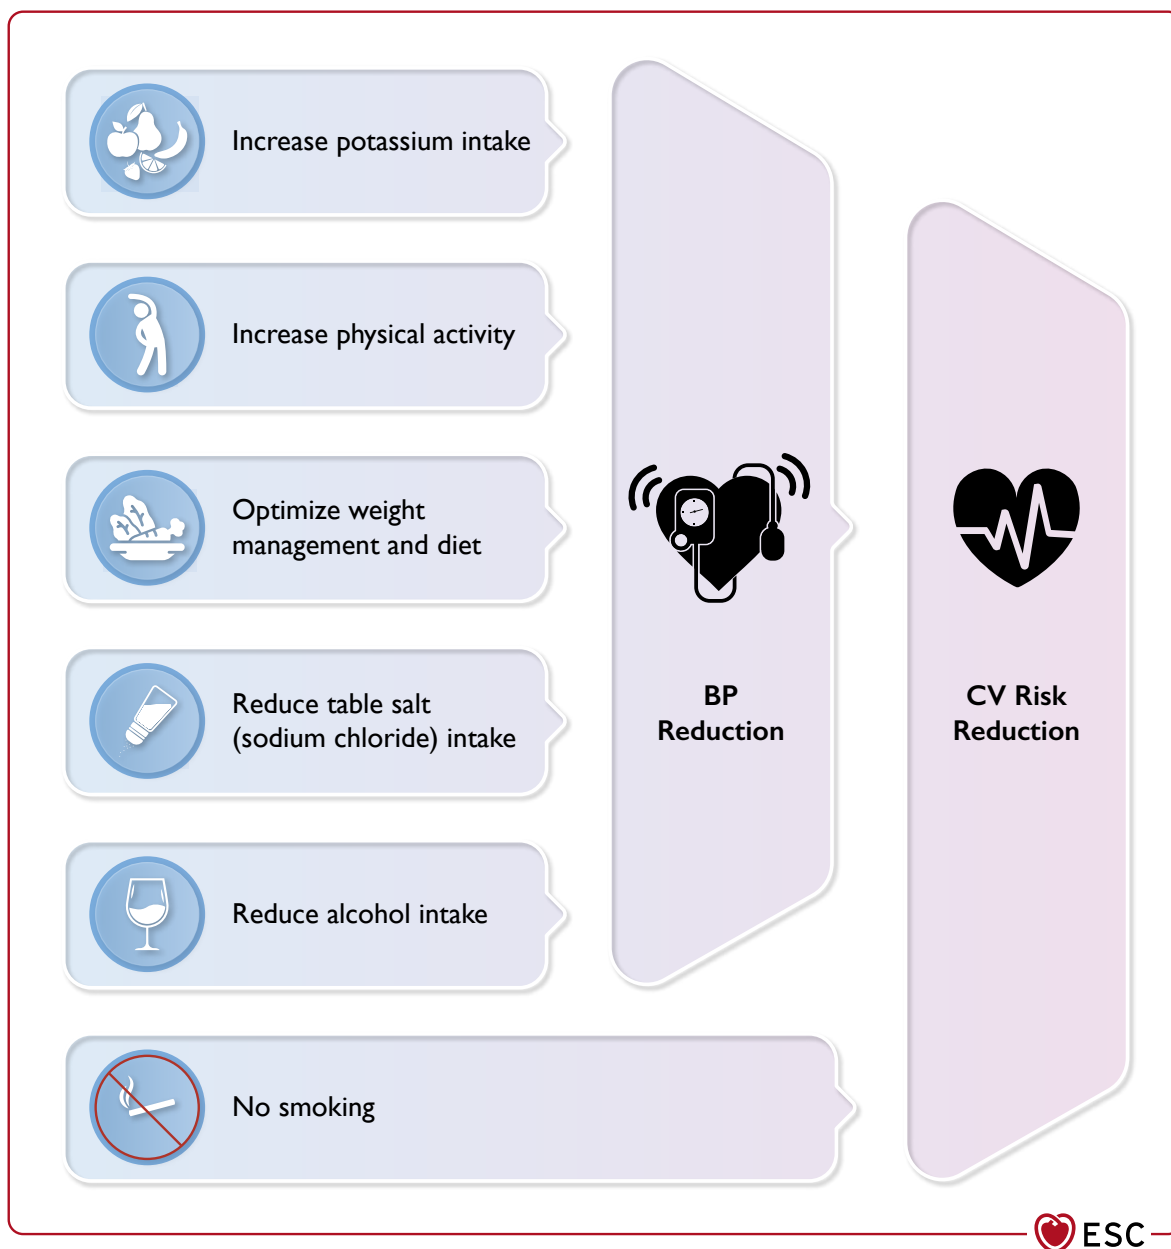 Increase potassium intake
Increase physical activity
Optimize weight
management and diet
Reduce table salt
(sodium chloride) intake
Reduce alcohol intake
No smoking
BP
Reduction
CV Risk
Reduction
ESC